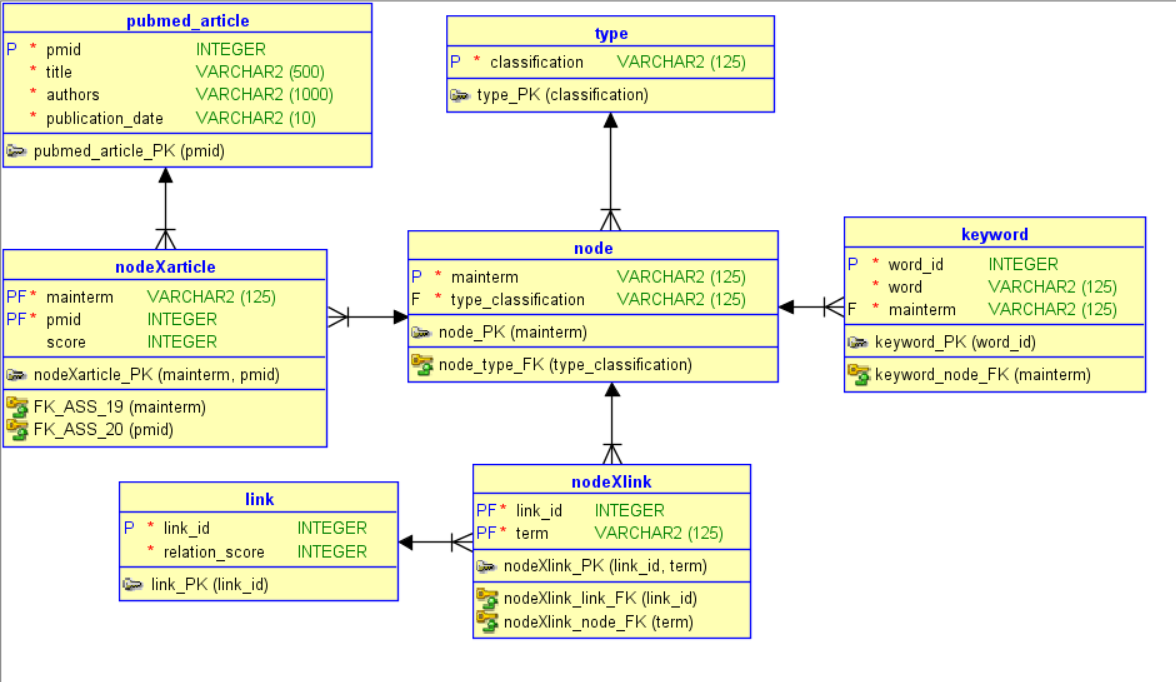 pubmed_article
P * pmid INTEGER
* title VARCHAR2 (500)
* authors VARCHAR2 (1000)
* publication_date VARCHAR2 (10)
pubmed_article_PK (pmid)
type
P * classification VARCHAR2 (125)
type_PK (classification)
nodeXarticle
PF* mainterm VARCHAR2 (125)
PF* pmid INTEGER
score INTEGER
nodeXarticle_PK (mainterm, pmid)
FK_ASS_19 (mainterm)
FK_ASS_20 (pmid)
node
P * mainterm VARCHAR2 (125)
F * type_classification VARCHAR2 (125)
node_PK (mainterm)
node_type_FK (type_classification)
keyword
P * word_id INTEGER
* word VARCHAR2 (125)
F * mainterm VARCHAR2 (125)
keyword_PK (word_id)
keyword_node_FK (mainterm)
link
P * link_id INTEGER
* relation_score INTEGER
link_PK (link_id)
nodeXlink
PF* link_id INTEGER
PF* term VARCHAR2 (125)
nodeXlink_PK (link_id, term)
nodeXlink_link_FK (link_id)
nodeXlink_node_FK (term)